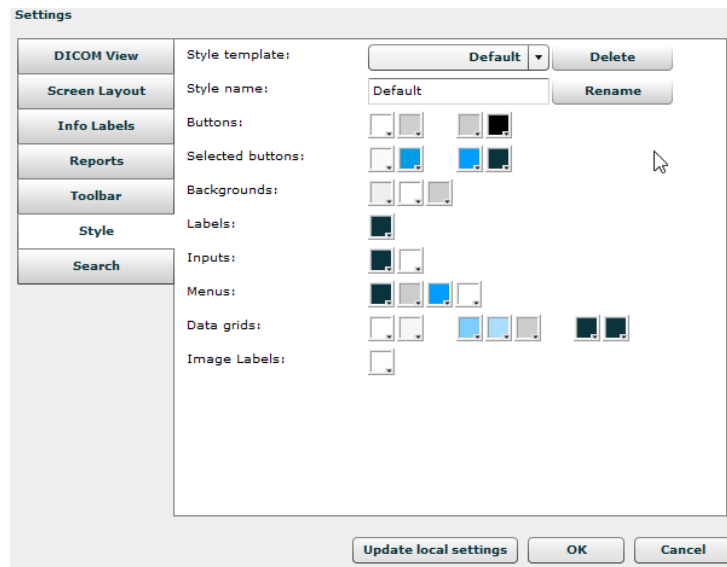 Settings
DICOM View
Screen Layout
Info Labels
Reports
Toolbar
Style
Search
Style template: Default Delete
Style name: Default Rename
Buttons:
Selected buttons:
Backgrounds:
Labels:
Inputs:
Menus:
Data grids:
Image Labels:
Update local settings OK Cancel